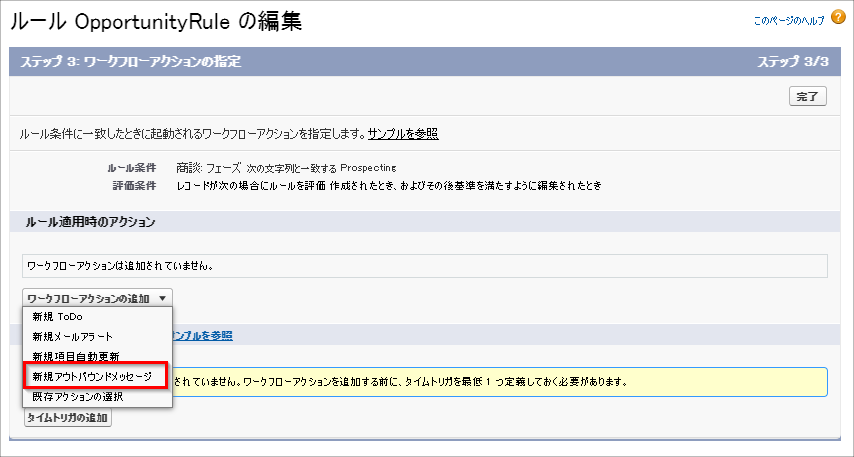 ルール OpportunityRule の編集
このページのヘルプ ?
ステップ 3: ワークフローアクションの指定
ステップ 3/3
完了
ルール条件に一致したときに起動されるワークフローアクションを指定します。サンプルを参照
ルール条件 商談: フェーズ 次の文字列と一致する Prospecting
評価条件 レコードが次の場合にルールを評価 作成されたとき、およびその後基準を満たすように編集されたとき
ルール適用時のアクション
ワークフローアクションは追加されていません。
ワークフローアクションの追加
新規 ToDo
新規メールアラート
サンプルを参照
新規項目自動更新
新規アウトバウンドメッセージ
されていません。ワークフローアクションを追加する前に、タイムトリガを最低 1 つ定義しておく必要があります。
既存アクションの選択
タイムトリガの追加